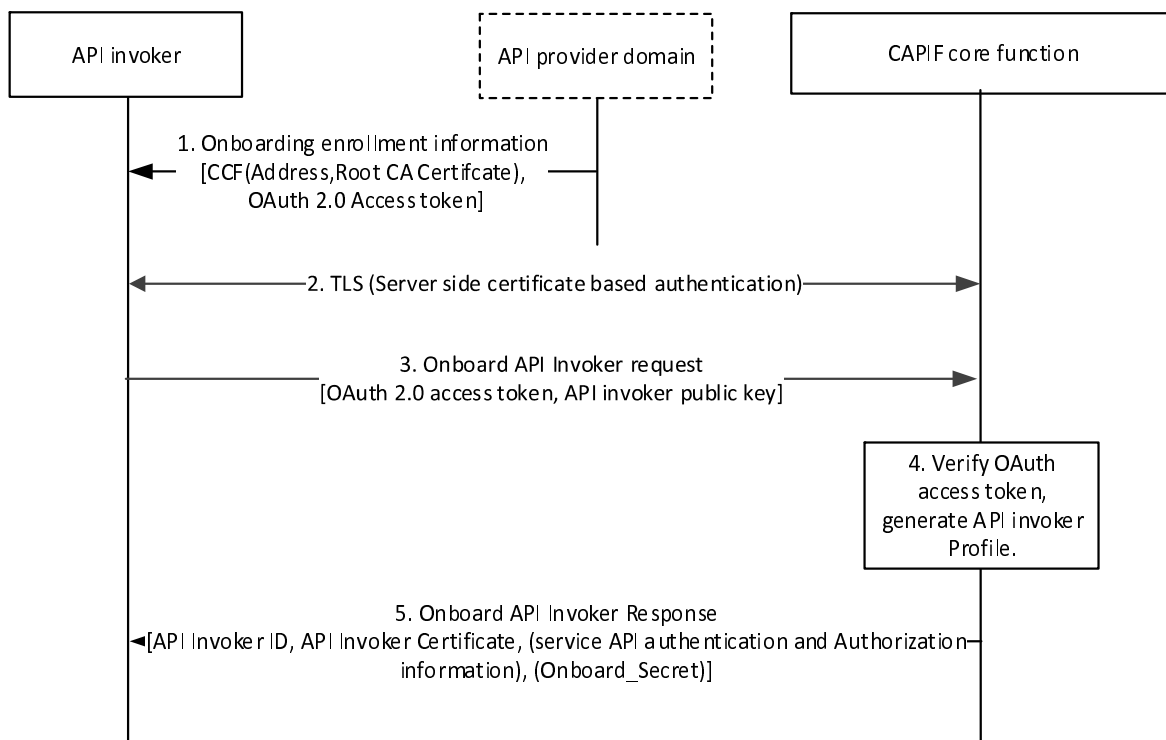 API invoker
API provider domain
CAPIF core function
1. Onboarding enrollment information
[CCF(Address,Root CA Certifcate),
OAuth 2.0 Access token]
2. TLS (Server side certificate based authentication)
3. Onboard API Invoker request
[OAuth 2.0 access token, API invoker public key]
4. Verify OAuth
access token,
generate API invoker
Profile.
5. Onboard API Invoker Response
[API Invoker ID, API Invoker Certificate, (service API authentication and Authorization
information), (Onboard_Secret)]